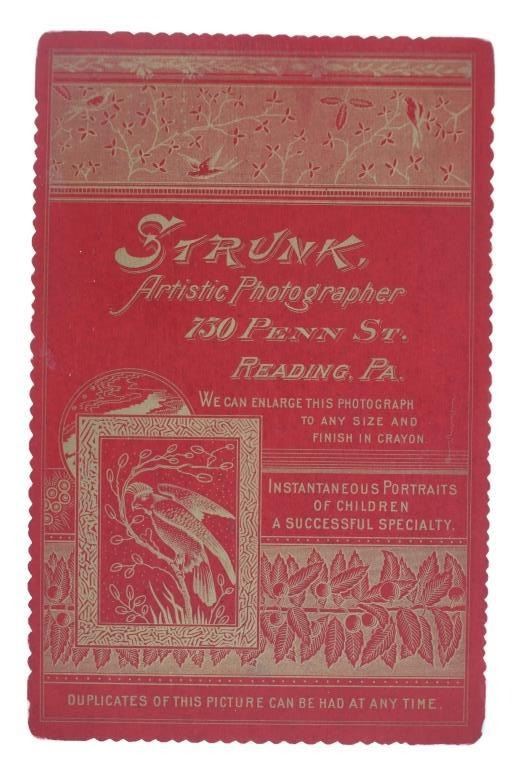 STRUNK,
Artistic Photographer
730 PENN ST.
READING, PA.
WE CAN ENLARGE THIS PHOTOGRAPH
TO ANY SIZE AND
FINISH IN CRAYON.
INSTANTANEOUS PORTRAITS
OF CHILDREN
A SUCCESSFUL SPECIALTY.
DUPLICATES OF THIS PICTURE CAN BE HAD AT ANY TIME.